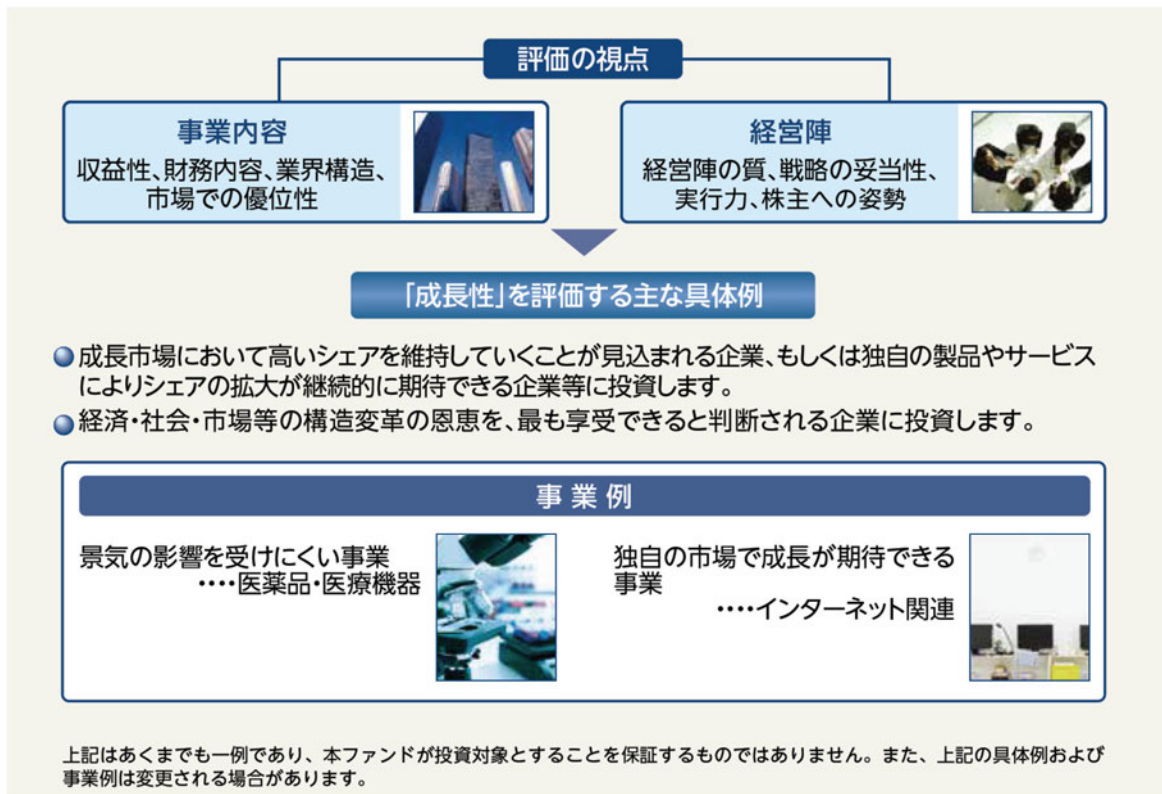 評価の視点
事業内容
収益性、財務内容、業界構造、
市場での優位性
経営陣
経営陣の質、戦略の妥当性、
実行力、株主への姿勢
「成長性」を評価する主な具体例
成長市場において高いシェアを維持していくことが見込まれる企業、もしくは独自の製品やサービス
によりシェアの拡大が継続的に期待できる企業等に投資します。
経済・社会・市場等の構造変革の恩恵を、最も享受できると判断される企業に投資します。
事業例
景気の影響を受けにくい事業
‥‥医薬品・医療機器
独自の市場で成長が期待できる
事業
‥‥インターネット関連
上記はあくまでも一例であり、本ファンドが投資対象とすることを保証するものではありません。また、上記の具体例および
事業例は変更される場合があります。